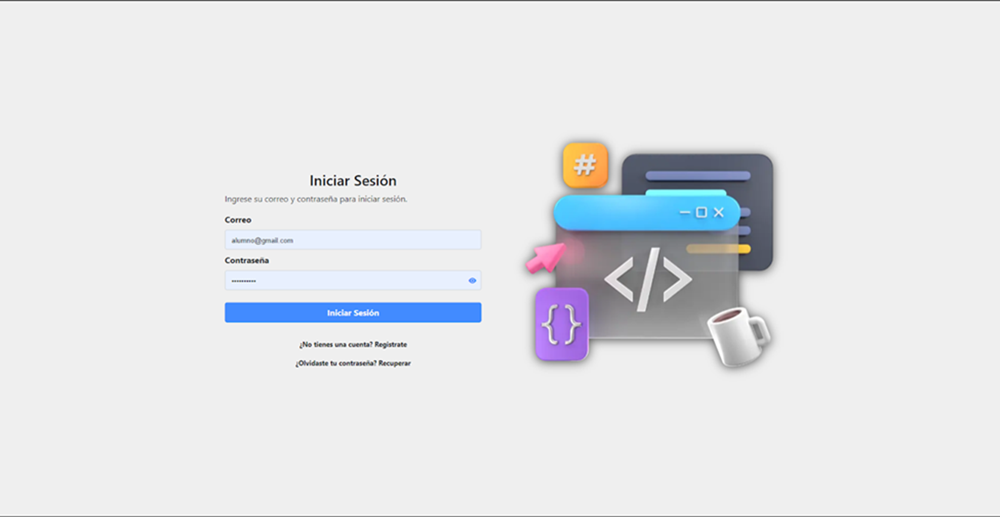 Iniciar Sesión
Ingrese su correo y contraseña para iniciar sesión.
Correo
alumno@gmail.com
Contraseña
••••••••••
Iniciar Sesión
¿No tienes una cuenta? Registrate
¿Olvidaste tu contraseña? Recuperar
#
</>
{}